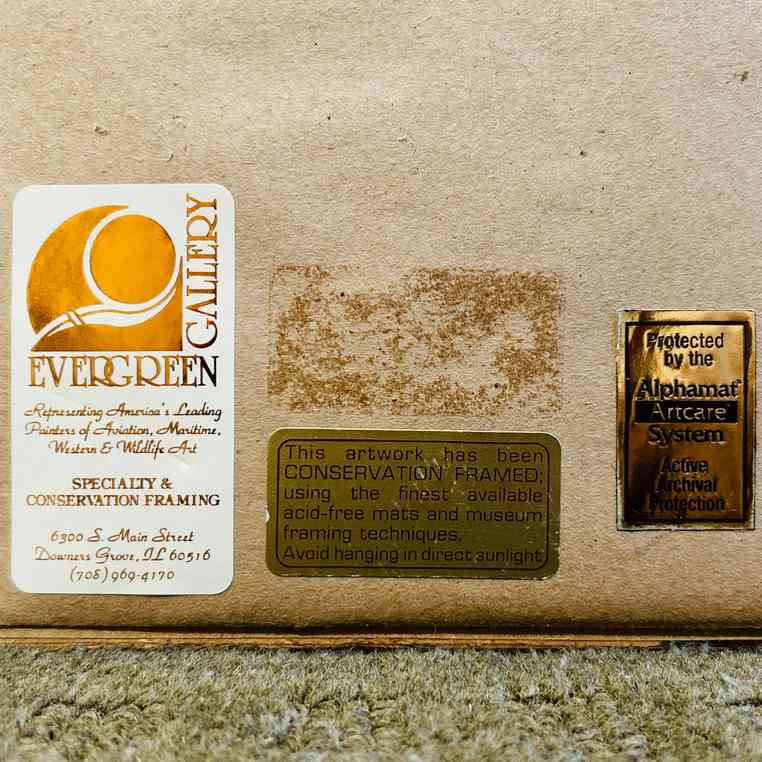 EVERGREEN
GALLERY
Representing America's Leading
Painters of Aviation, Maritime,
Western & Wildlife Art
SPECIALTY &
CONSERVATION FRAMING
6300 S. Main Street
Downers Grove, IL 60516
(708) 969-4170
This artwork has been
CONSERVATION FRAMED;
using the finest available
acid-free mats and museum
framing techniques.
Avoid hanging in direct sunlight
Protected
by the
Alphamat
Artcare
System
Active
Archival
Protection